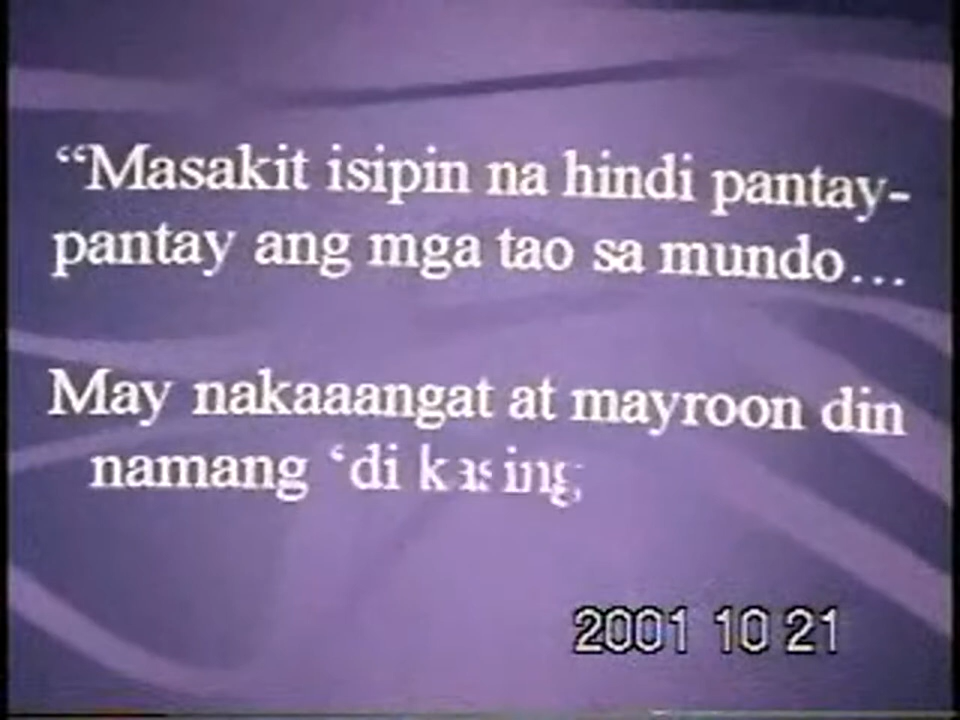 “Masakit isipin na hindi pantay-
pantay ang mga tao sa mundo…
May nakaaangat at mayroon din
namang ‘di kasing
2001 10 21